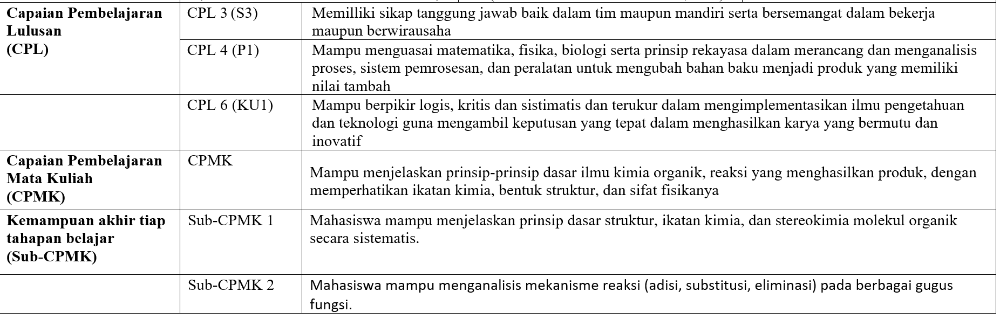 Capaian Pembelajaran
Lulusan
(CPL)
CPL 3 (S3)
Memilliki sikap tanggung jawab baik dalam tim maupun mandiri serta bersemangat dalam bekerja
maupun berwirausaha
CPL 4 (P1)
Mampu menguasai matematika, fisika, biologi serta prinsip rekayasa dalam merancang dan menganalisis
proses, sistem pemrosesan, dan peralatan untuk mengubah bahan baku menjadi produk yang memiliki
nilai tambah
CPL 6 (KU1)
Mampu berpikir logis, kritis dan sistimatis dan terukur dalam mengimplementasikan ilmu pengetahuan
dan teknologi guna mengambil keputusan yang tepat dalam menghasilkan karya yang bermutu dan
inovatif
Capaian Pembelajaran
Mata Kuliah
(CPMK)
CPMK
Mampu menjelaskan prinsip-prinsip dasar ilmu kimia organik, reaksi yang menghasilkan produk, dengan
memperhatikan ikatan kimia, bentuk struktur, dan sifat fisikanya
Kemampuan akhir tiap
tahapan belajar
(Sub-CPMK)
Sub-CPMK 1
Mahasiswa mampu menjelaskan prinsip dasar struktur, ikatan kimia, dan stereokimia molekul organik
secara sistematis.
Sub-CPMK 2
Mahasiswa mampu menganalisis mekanisme reaksi (adisi, substitusi, eliminasi) pada berbagai gugus
fungsi.